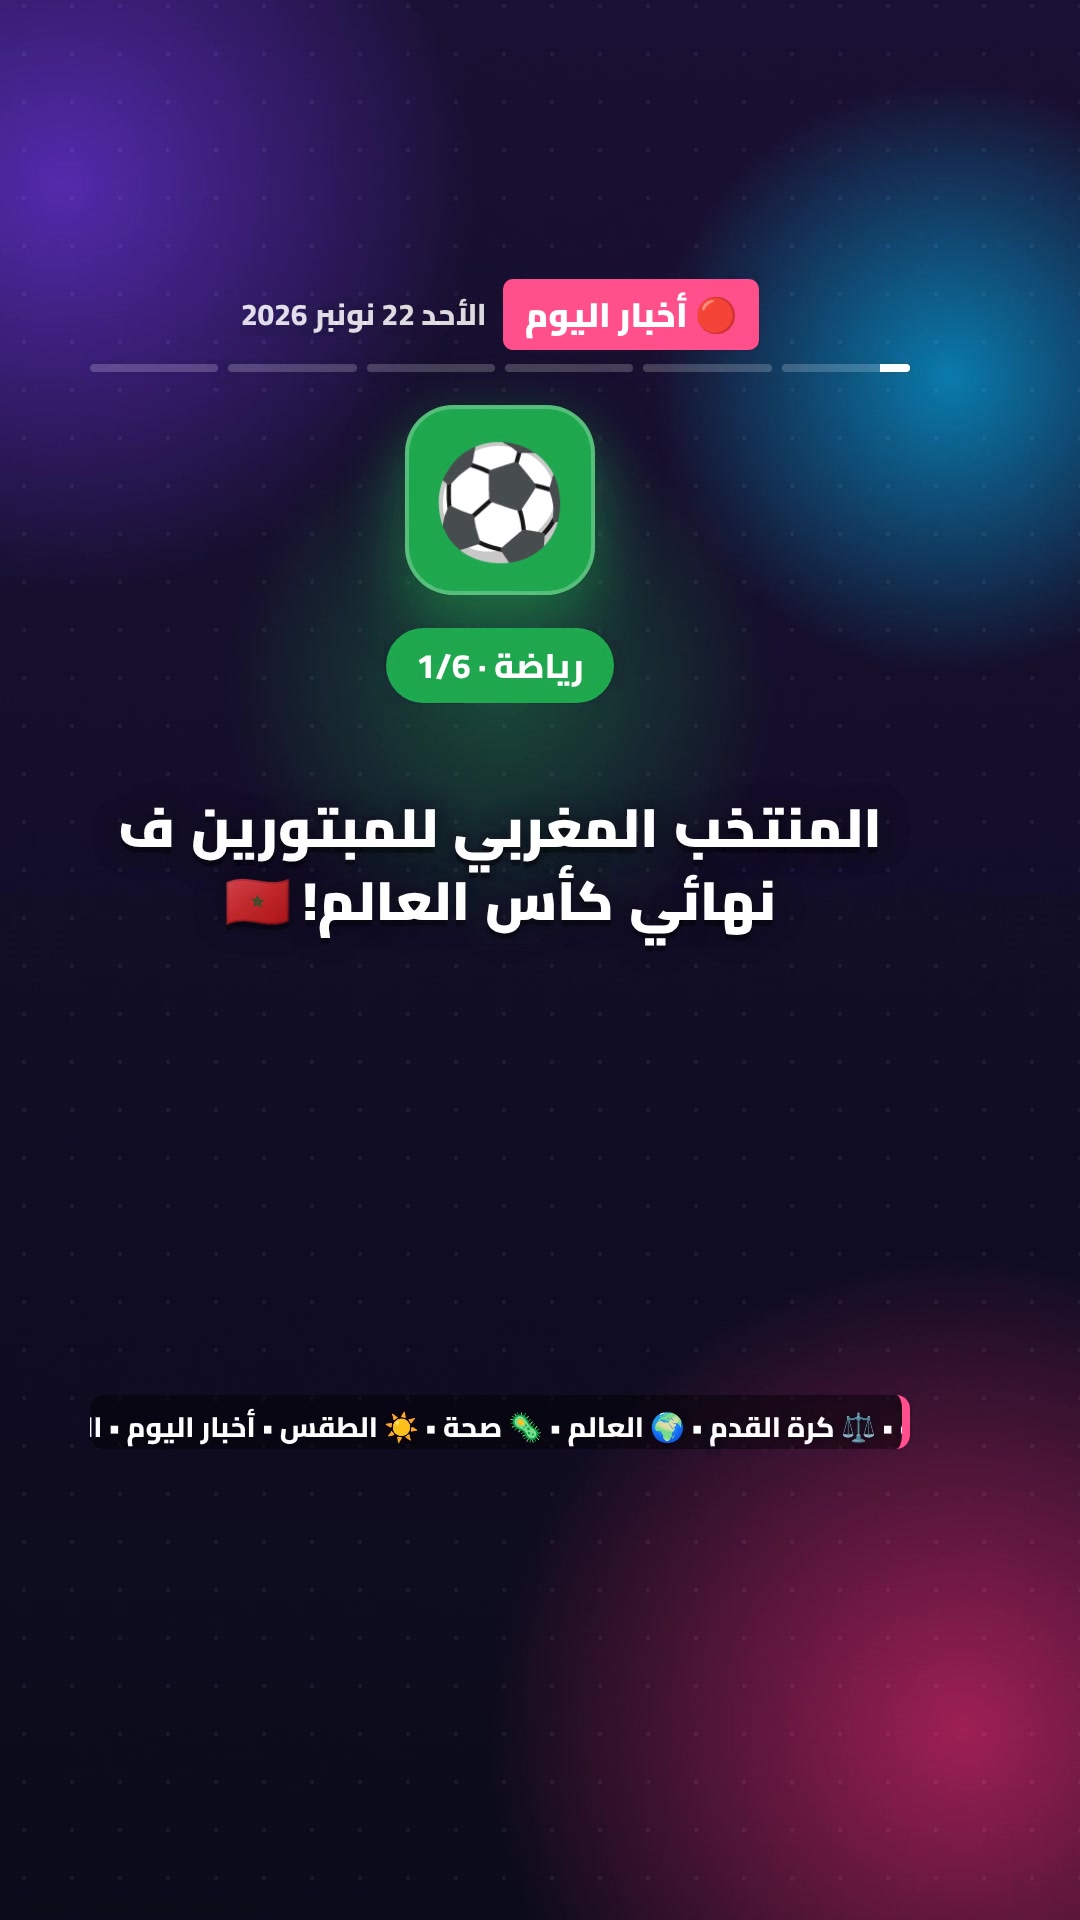 🔴 أخبار اليوم الأحد 22 نونبر 2026
رياضة · 1/6
المنتخب المغربي للمبتورين ف
نهائي كأس العالم! 🇲🇦
▪ ⚖️ كرة القدم ▪ 🌍 العالم ▪ 🦠 صحة ▪ ☀️ الطقس ▪ أخبار اليوم ▪